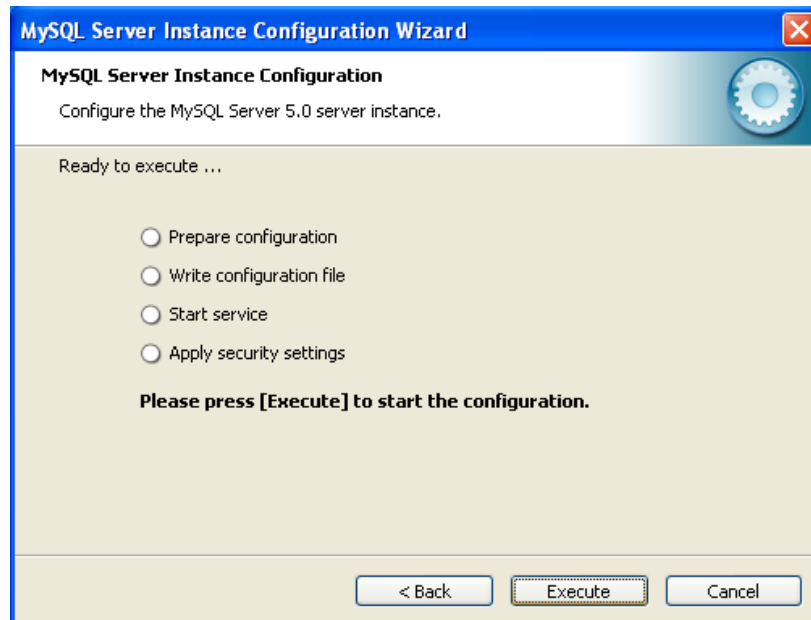 MySQL Server Instance Configuration Wizard
MySQL Server Instance Configuration
Configure the MySQL Server 5.0 server instance.
Ready to execute ...
Prepare configuration
Write configuration file
Start service
Apply security settings
Please press [Execute] to start the configuration.
< Back Execute Cancel